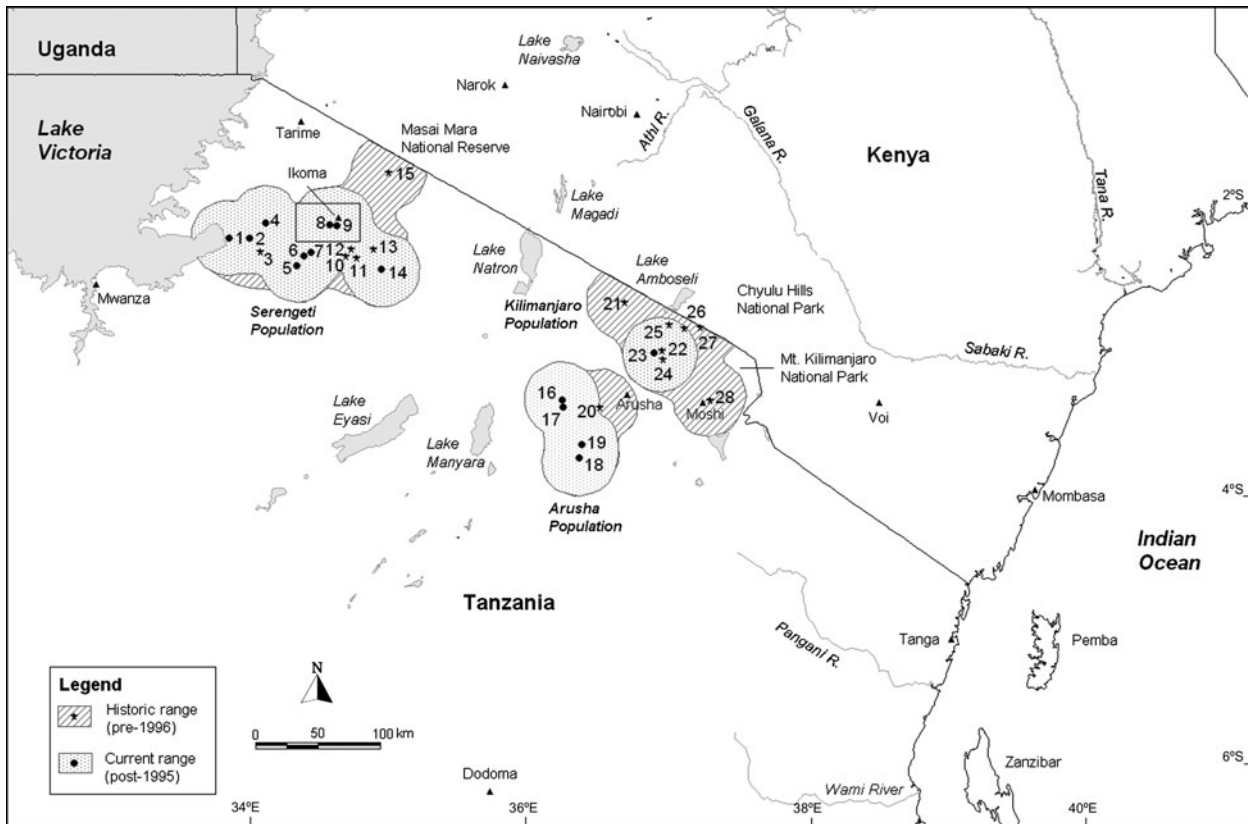 Uganda
Lake
Naivasha
Narok
Nairobi
Lake
Victoria
Tarime
Masai Mara
National Reserve
Athi R.
Galana R.
Kenya
Tana R.
Ikoma
15
2°S
Lake
Magadi
4
8
9
1
2
3
6
7
12
13
5
10
11
14
Lake
Natron
Lake
Amboseli
Mwanza
Serengeti
Population
Kilimanjaro
Population
21
26
Chyulu Hills
National Park
25
27
23
22
24
Sabaki R.
Mt. Kilimanjaro
National Park
Lake
Eyasi
16
17
20
Arusha
Moshi
28
Voi
Lake
Manyara
19
18
Arusha
Population
4°S
Mombasa
Indian
Ocean
Tanzania
Pangani R.
Tanga
Pemba
Legend
Historic range
(pre-1996)
Current range
(post-1995)
N
0 50 100 km
Dodoma
Wami River
Zanzibar
6°S
34°E
36°E
38°E
40°E